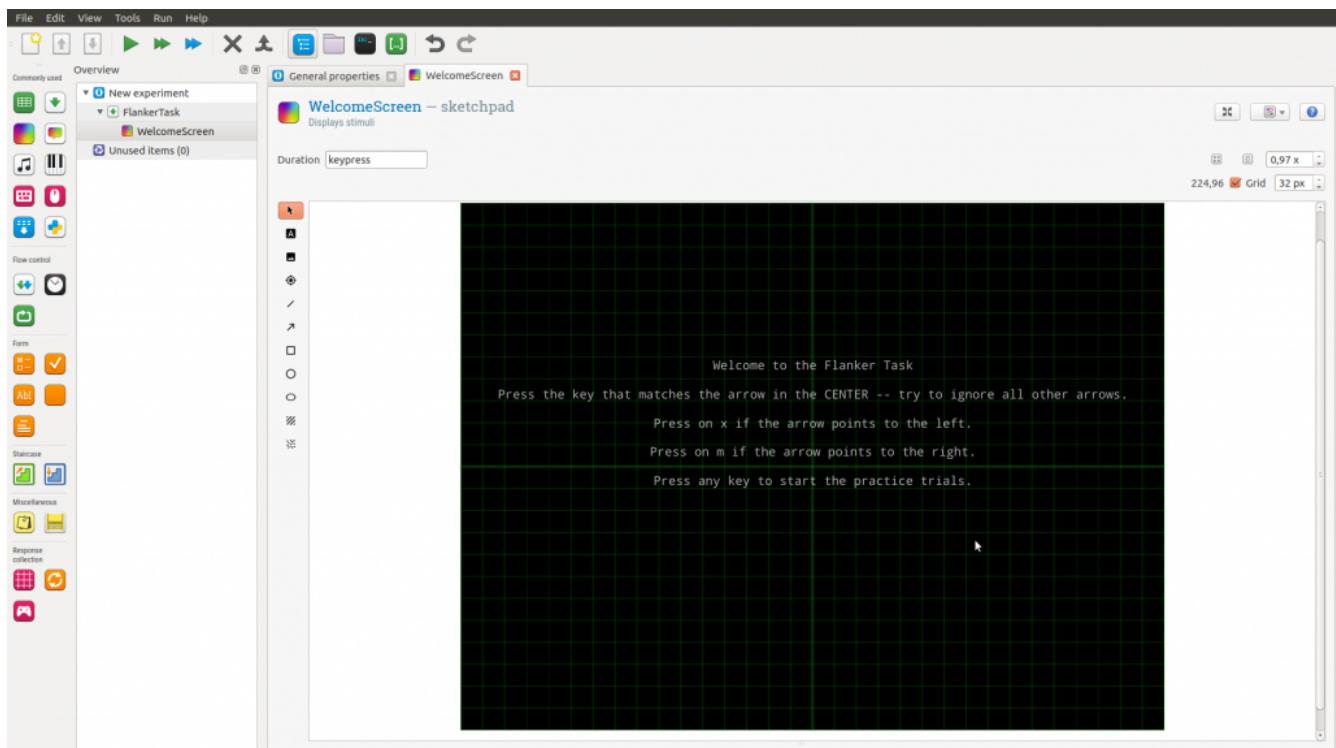 File Edit View Tools Run Help
Commonly used
Overview
New experiment
FlankerTask
WelcomeScreen
Unused items (0)
Flow control
Form
AbI
Staircase
Miscellaneous
Response
collection
General properties
WelcomeScreen
WelcomeScreen — sketchpad
Displays stimuli
Duration keypress
0,97 x
224,96 Grid 32 px
A
Welcome to the Flanker Task
Press the key that matches the arrow in the CENTER -- try to ignore all other arrows.
Press on x if the arrow points to the left.
Press on m if the arrow points to the right.
Press any key to start the practice trials.